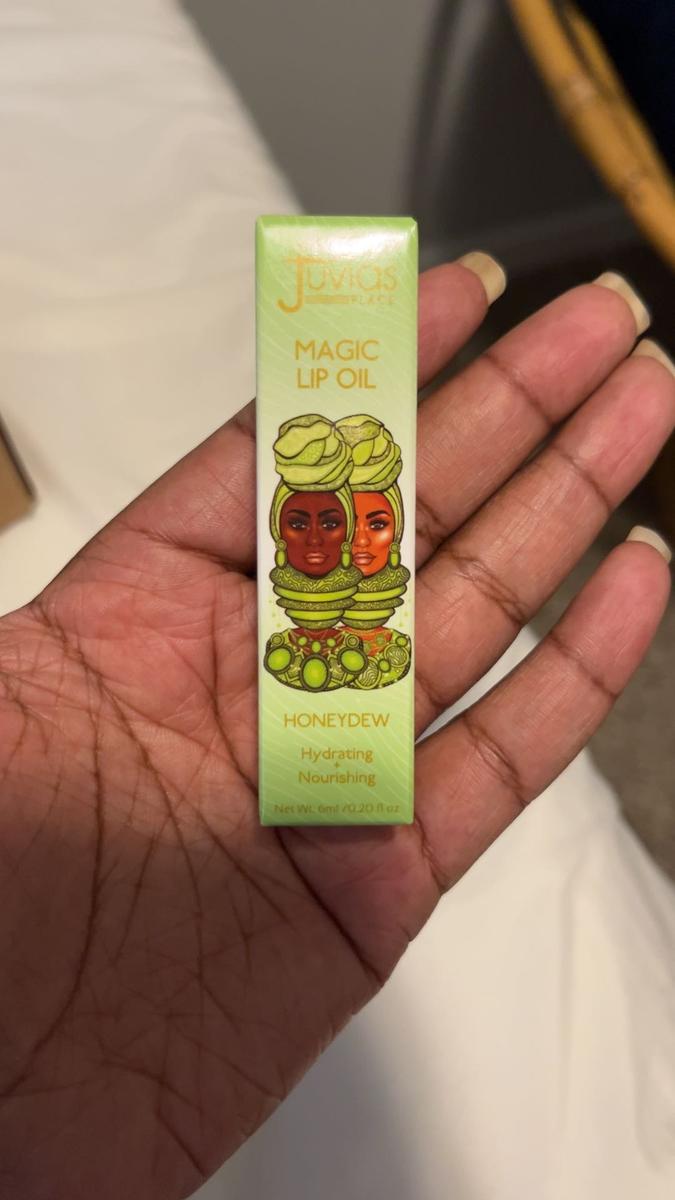 Juvias
PLACE
MAGIC
LIP OIL
HONEYDEW
Hydrating
+
Nourishing
Net Wt. 6ml /0.20 fl oz